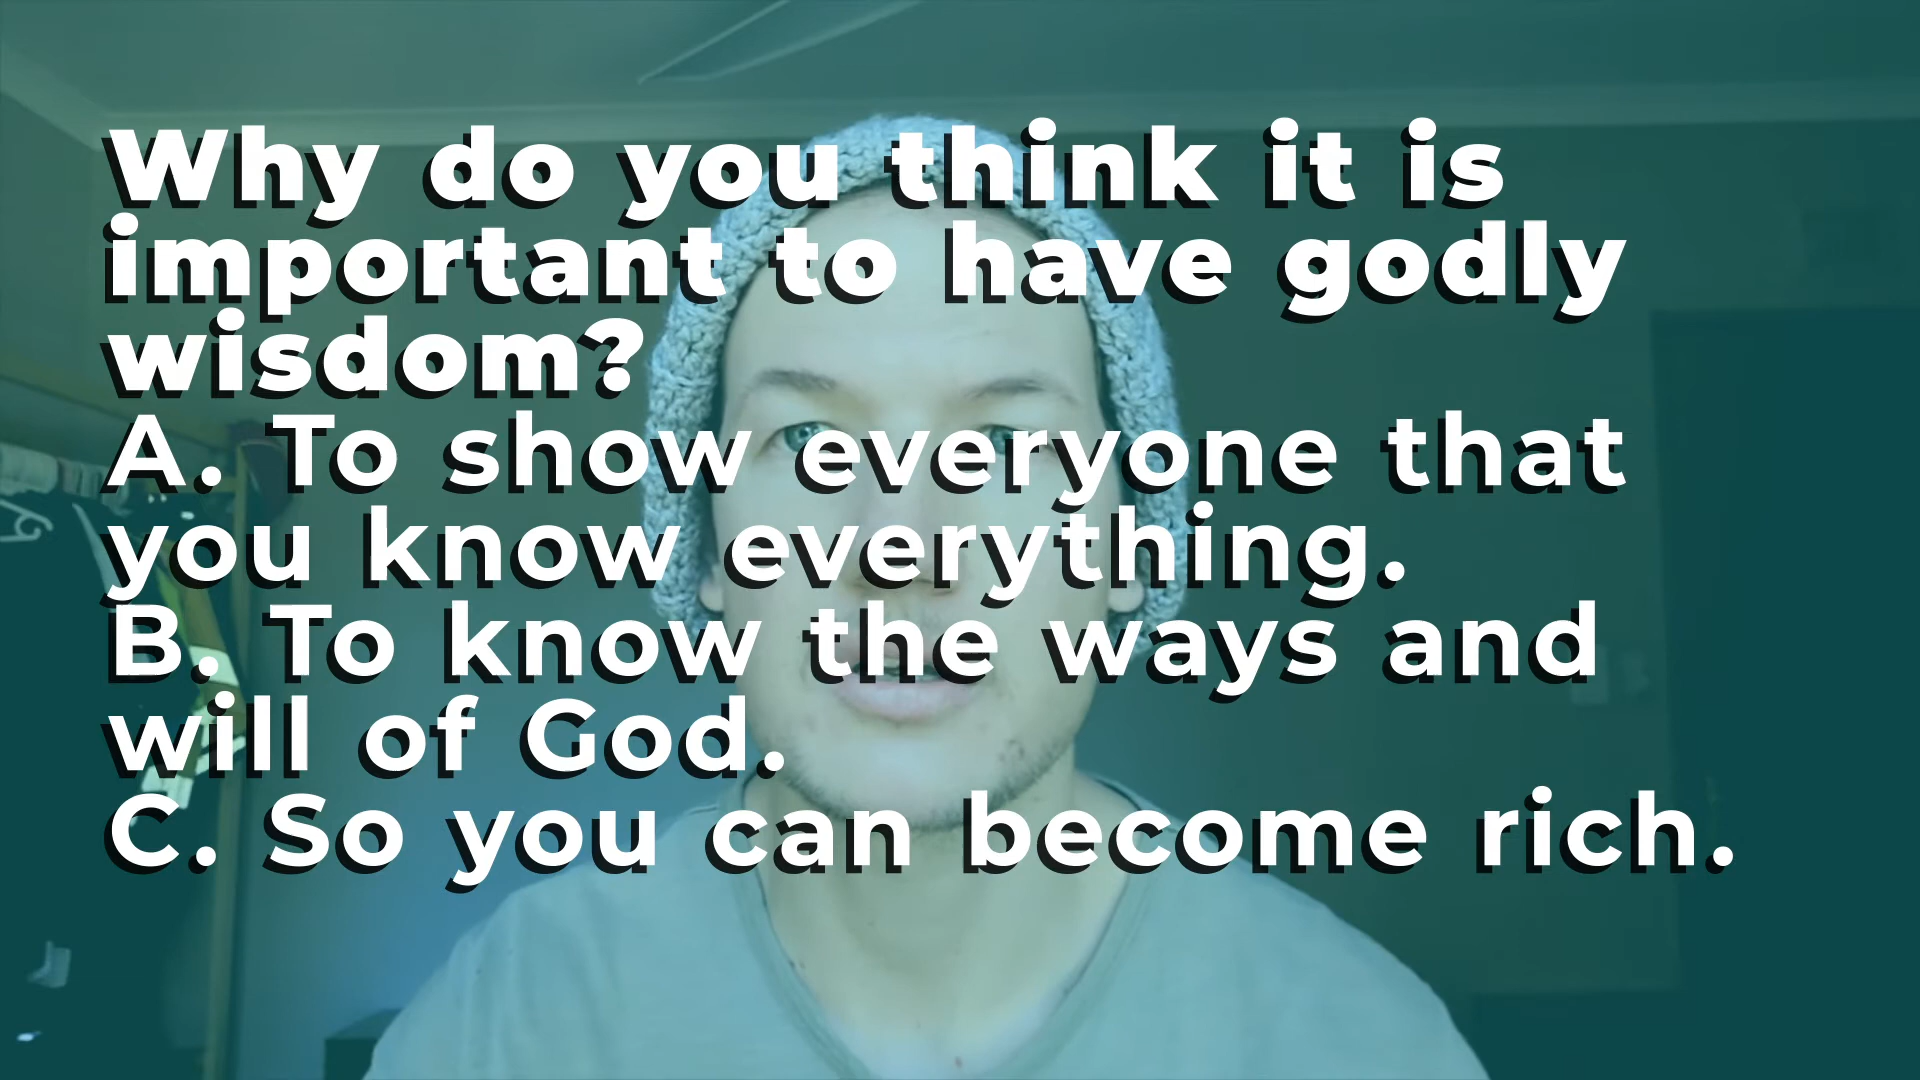 Why do you think it is
important to have godly
wisdom?
A. To show everyone that
you know everything.
B. To know the ways and
will of God.
C. So you can become rich.